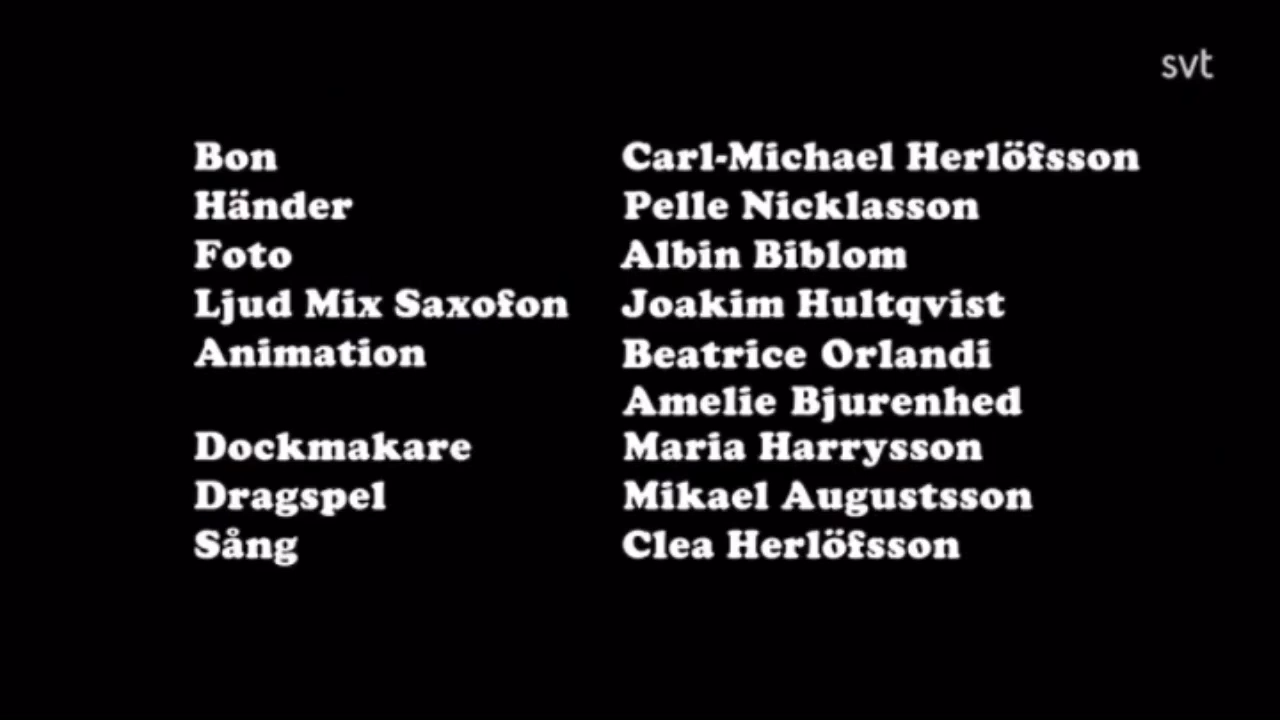 svt
Bon Carl-Michael Herlöfsson
Händer Pelle Nicklasson
Foto Albin Biblom
Ljud Mix Saxofon Joakim Hultqvist
Animation Beatrice Orlandi
Amelie Bjurenhed
Dockmakare Maria Harrysson
Dragspel Mikael Augustsson
Sång Clea Herlöfsson